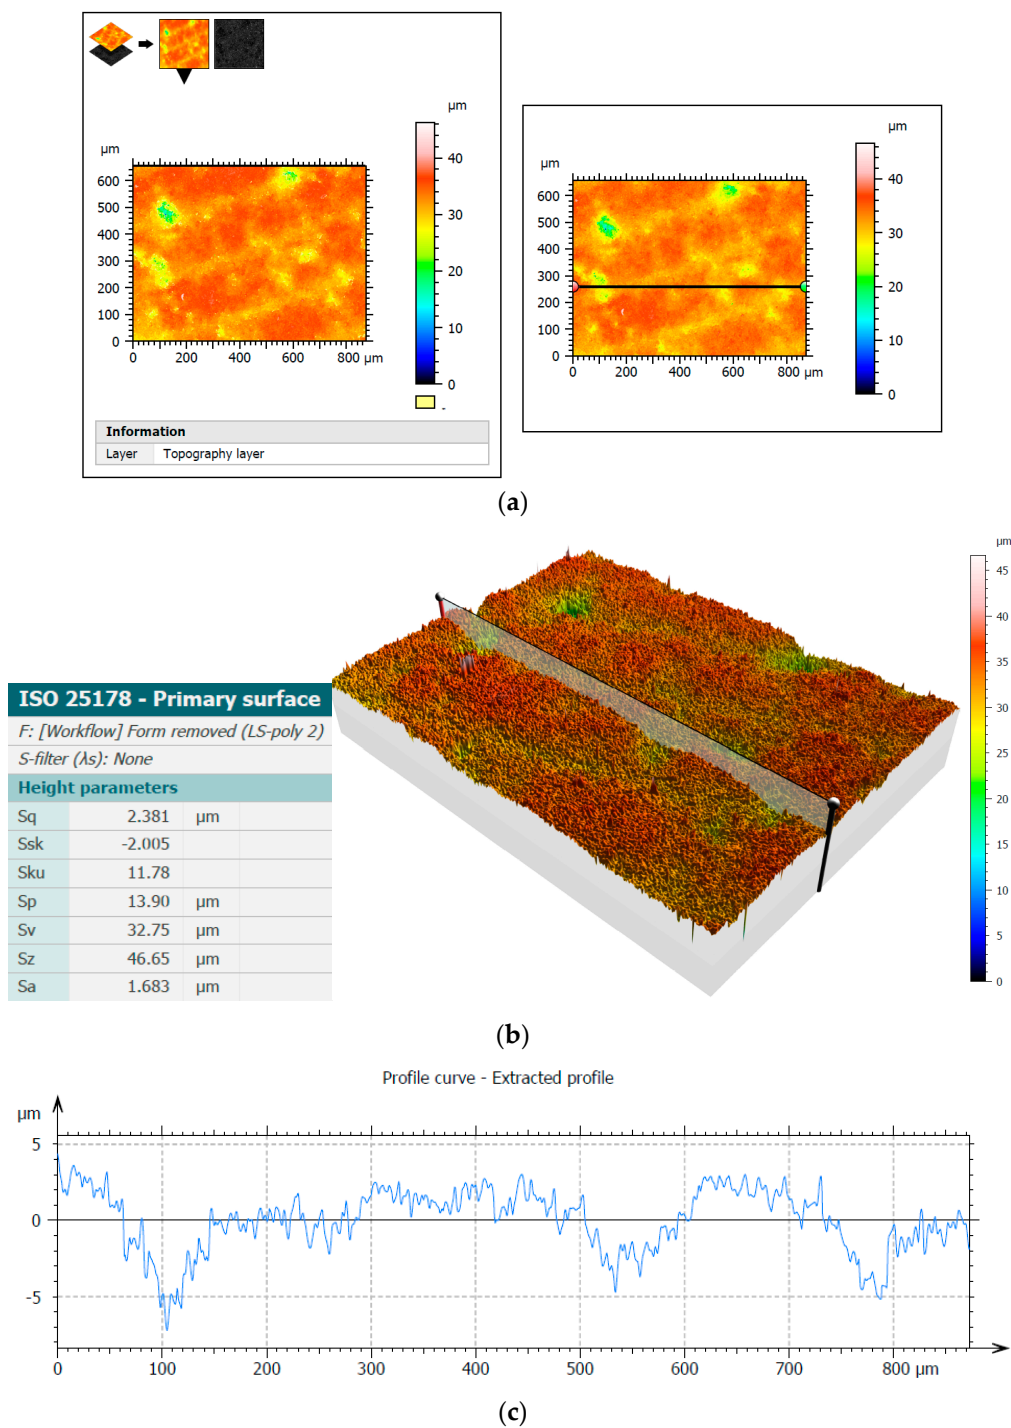 µm
µm
40
30
20
10
0
-
600
500
400
300
200
100
0
0 200 400 600 800 µm
Information
Layer Topography layer
µm
µm
40
30
20
10
0
600
500
400
300
200
100
0
0 200 400 600 800 µm
(a)
ISO 25178 - Primary surface
F: [Workflow] Form removed (LS-poly 2)
S-filter (λs): None
Height parameters
Sq 2.381 µm
Ssk -2.005
Sku 11.78
Sp 13.90 µm
Sv 32.75 µm
Sz 46.65 µm
Sa 1.683 µm
µm
45
40
35
30
25
20
15
10
5
0
(b)
Profile curve - Extracted profile
µm
5
0
-5
0 100 200 300 400 500 600 700 800 µm
(c)